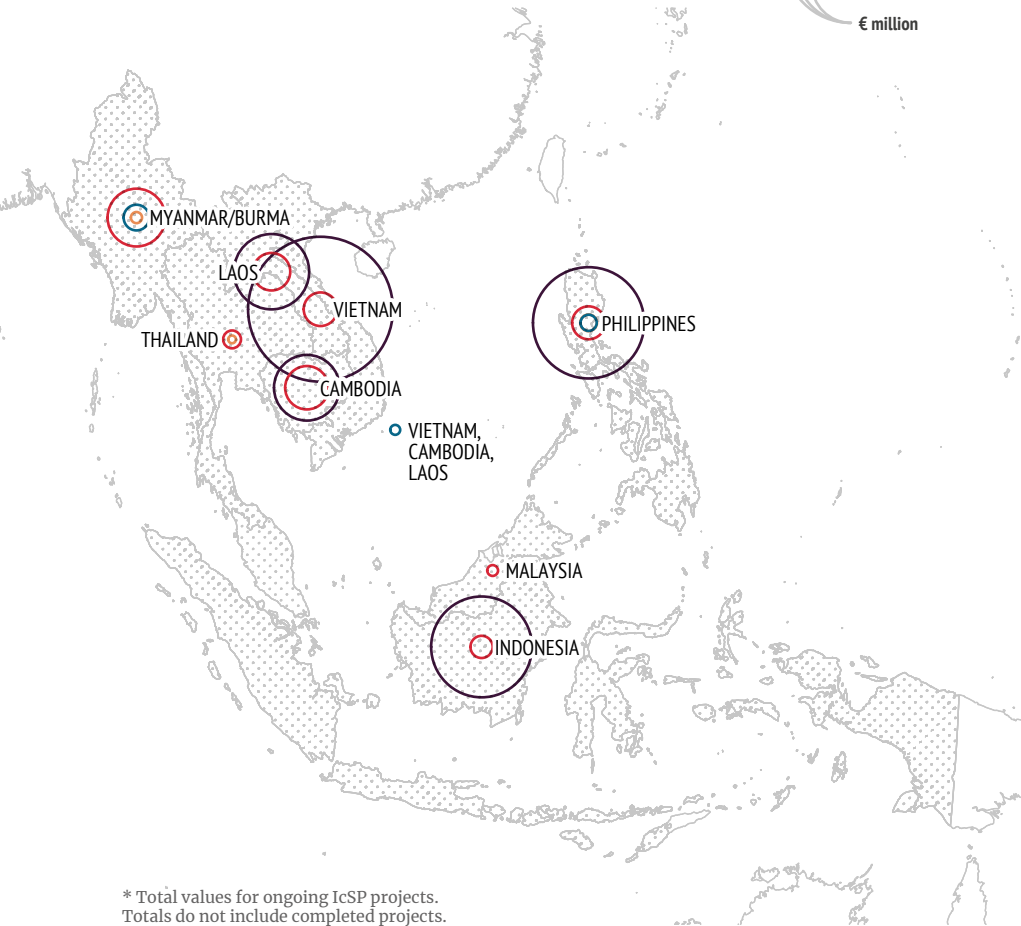 € million
MYANMAR/BURMA
LAOS
VIETNAM
THAILAND
PHILIPPINES
CAMBODIA
VIETNAM,
CAMBODIA,
LAOS
MALAYSIA
INDONESIA
* Total values for ongoing IcSP projects.
Totals do not include completed projects.